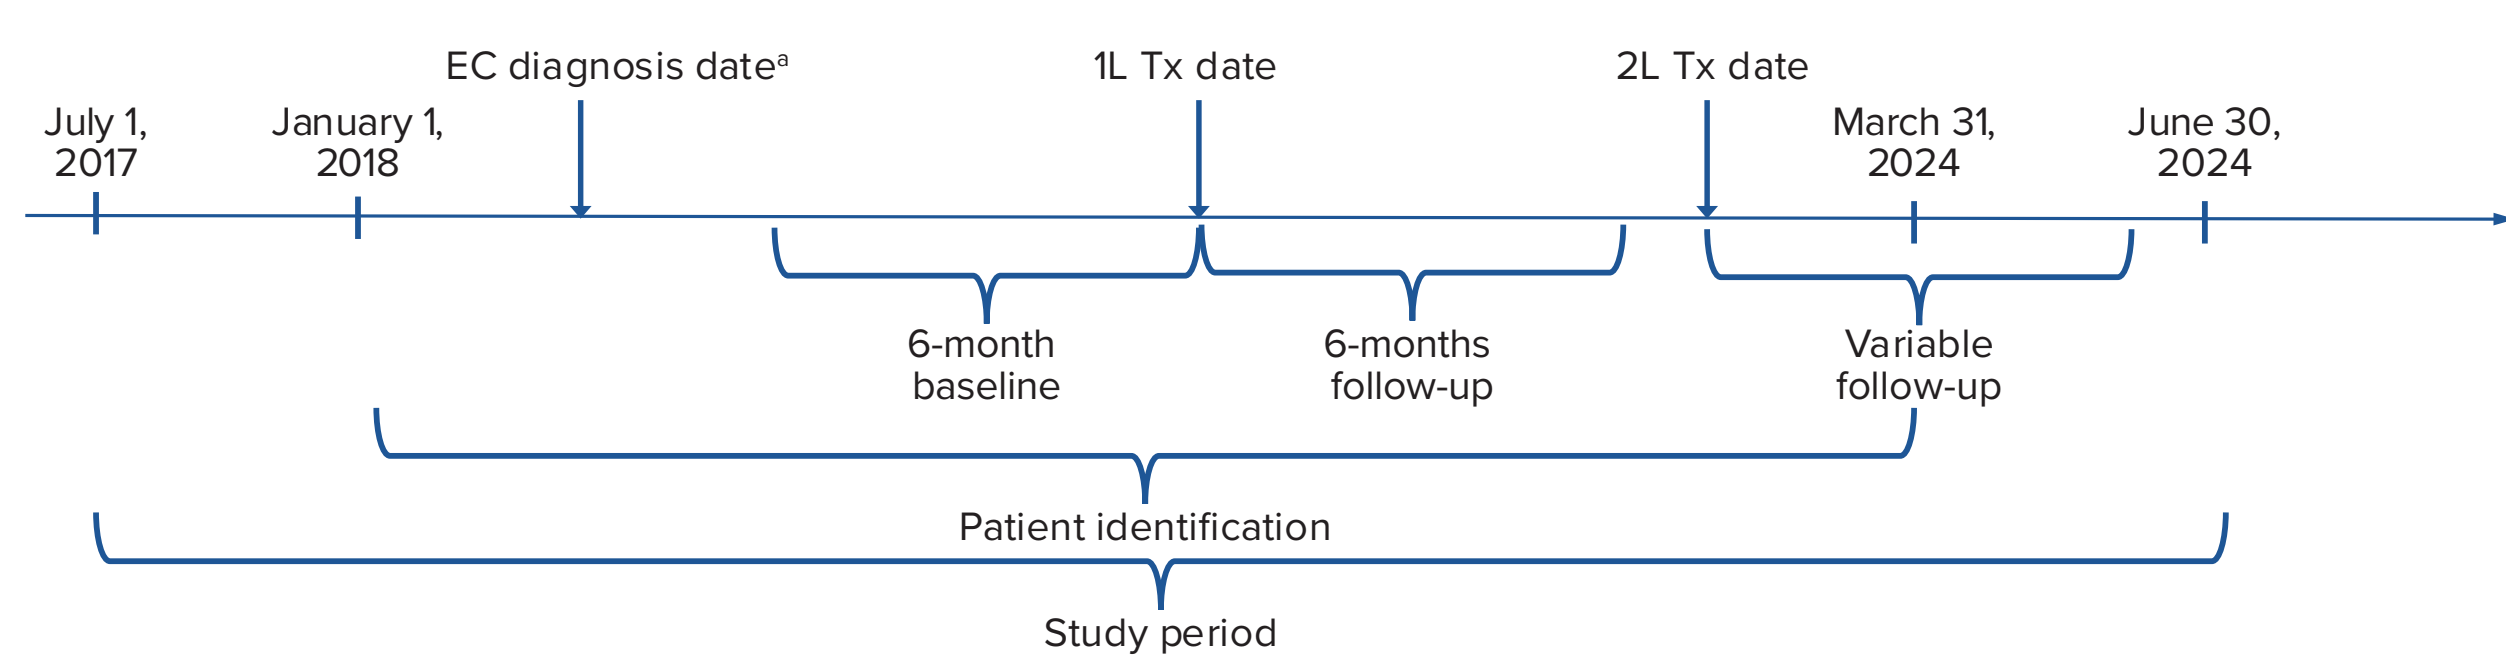 EC diagnosis dateᵃ
1L Tx date
2L Tx date
July 1,
2017
January 1,
2018
March 31,
2024
June 30,
2024
6-month
baseline
6-months
follow-up
Variable
follow-up
Patient identification
Study period